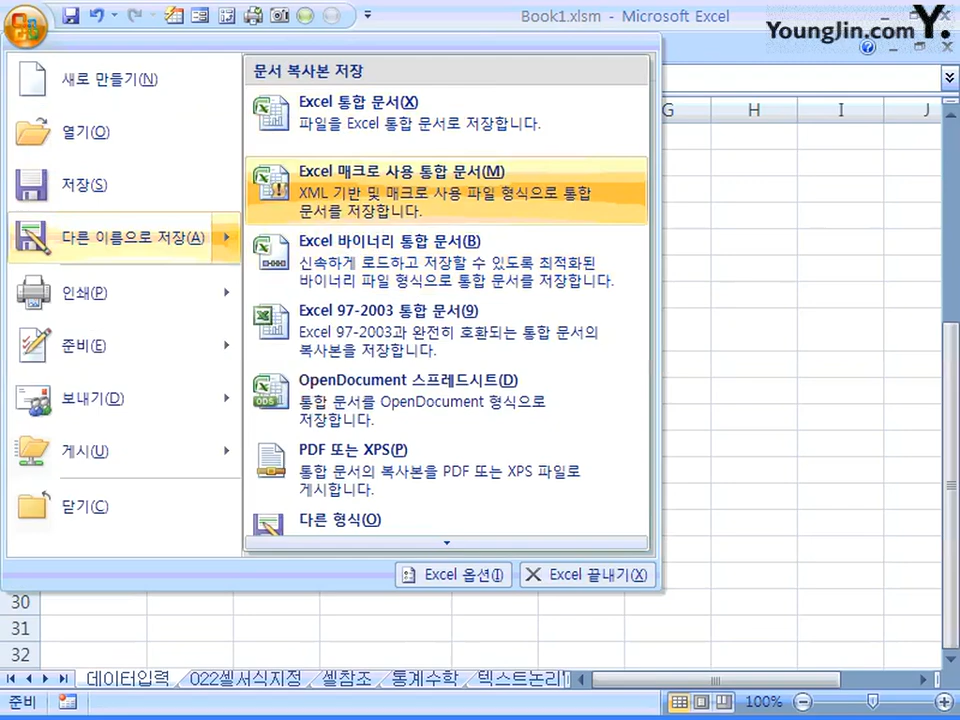 Book1.xlsm - Microsoft Excel
YoungJin.com Y.
새로 만들기(N)
열기(O)
저장(S)
다른 이름으로 저장(A)
인쇄(P)
준비(E)
보내기(D)
게시(U)
닫기(C)
문서 복사본 저장
Excel 통합 문서(X)
파일을 Excel 통합 문서로 저장합니다.
Excel 매크로 사용 통합 문서(M)
XML 기반 및 매크로 사용 파일 형식으로 통합
문서를 저장합니다.
Excel 바이너리 통합 문서(B)
신속하게 로드하고 저장할 수 있도록 최적화된
바이너리 파일 형식으로 통합 문서를 저장합니다.
Excel 97-2003 통합 문서(9)
Excel 97-2003과 완전히 호환되는 통합 문서의
복사본을 저장합니다.
OpenDocument 스프레드시트(D)
통합 문서를 OpenDocument 형식으로
저장합니다.
PDF 또는 XPS(P)
통합 문서의 복사본을 PDF 또는 XPS 파일로
게시합니다.
다른 형식(O)
Excel 옵션(I) Excel 끝내기(X)
G H I J
30
31
32
데이터입력 022셀서식지정 셀참조 통계수학 텍스트논리
준비 100%